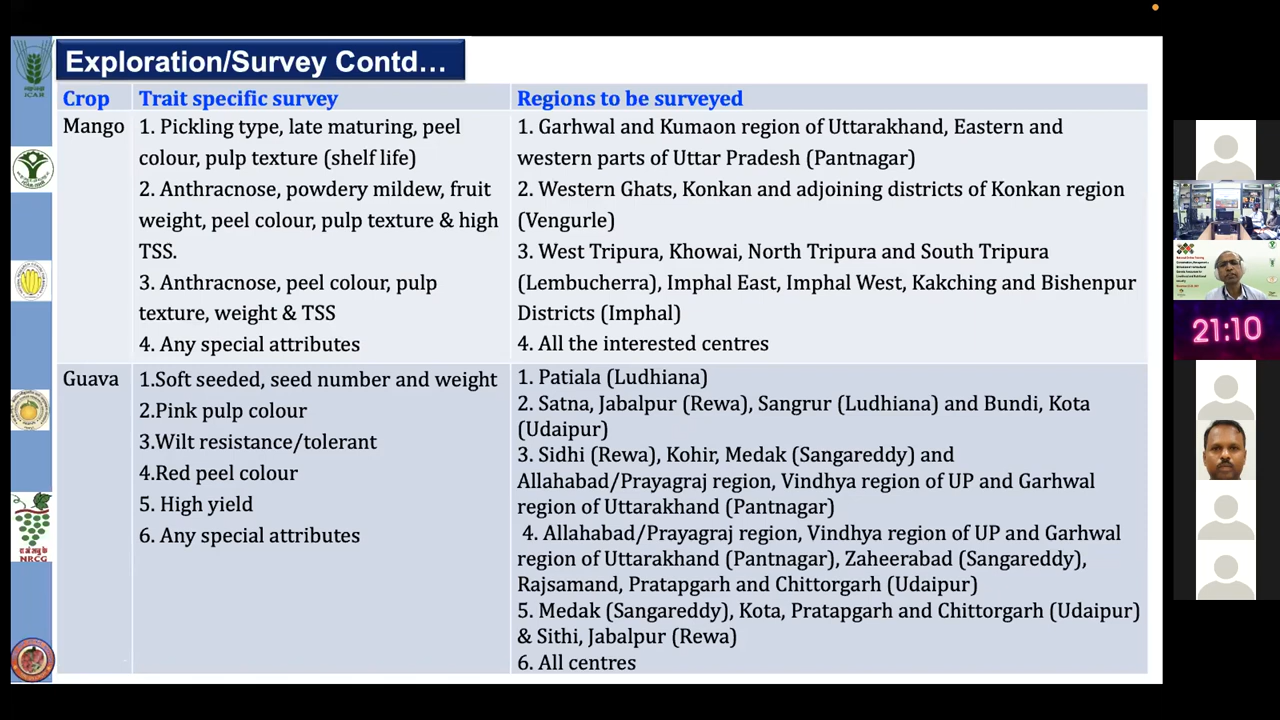 Exploration/Survey Contd…
Crop
Trait specific survey
Regions to be surveyed
Mango
1. Pickling type, late maturing, peel
colour, pulp texture (shelf life)
2. Anthracnose, powdery mildew, fruit
weight, peel colour, pulp texture & high
TSS.
3. Anthracnose, peel colour, pulp
texture, weight & TSS
4. Any special attributes
1. Garhwal and Kumaon region of Uttarakhand, Eastern and
western parts of Uttar Pradesh (Pantnagar)
2. Western Ghats, Konkan and adjoining districts of Konkan region
(Vengurle)
3. West Tripura, Khowai, North Tripura and South Tripura
(Lembucherra), Imphal East, Imphal West, Kakching and Bishenpur
Districts (Imphal)
4. All the interested centres
Guava
1.Soft seeded, seed number and weight
2.Pink pulp colour
3.Wilt resistance/tolerant
4.Red peel colour
5. High yield
6. Any special attributes
1. Patiala (Ludhiana)
2. Satna, Jabalpur (Rewa), Sangrur (Ludhiana) and Bundi, Kota
(Udaipur)
3. Sidhi (Rewa), Kohir, Medak (Sangareddy) and
Allahabad/Prayagraj region, Vindhya region of UP and Garhwal
region of Uttarakhand (Pantnagar)
4. Allahabad/Prayagraj region, Vindhya region of UP and Garhwal
region of Uttarakhand (Pantnagar), Zaheerabad (Sangareddy),
Rajsamand, Pratapgarh and Chittorgarh (Udaipur)
5. Medak (Sangareddy), Kota, Pratapgarh and Chittorgarh (Udaipur)
& Sithi, Jabalpur (Rewa)
6. All centres
ICAR
NRCG
21:10